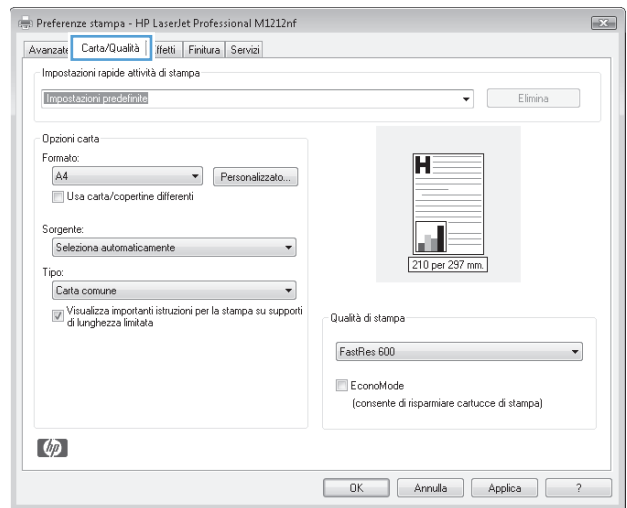 Preferenze stampa - HP LaserJet Professional M1212nf
Avanzate Carta/Qualità ffetti Finitura Servizi
Impostazioni rapide attività di stampa
Impostazioni predefinite
Elimina
Opzioni carta
Formato:
A4
Personalizzato...
Usa carta/copertine differenti
Sorgente:
Seleziona automaticamente
Tipo:
Carta comune
Visualizza importanti istruzioni per la stampa su supporti
di lunghezza limitata
H
210 per 297 mm.
Qualità di stampa
FastRes 600
EconoMode
(consente di risparmiare cartucce di stampa)
hp
OK Annulla Applica ?